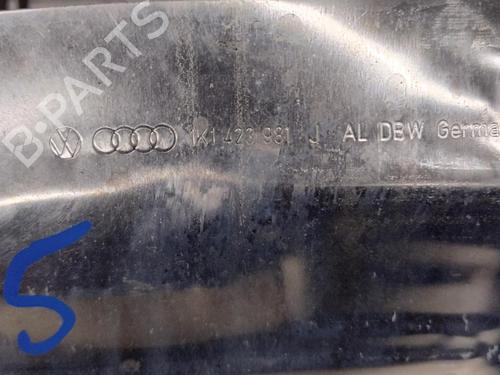 B-PARTS
1K1 423 981 J AL DBW Germa
5